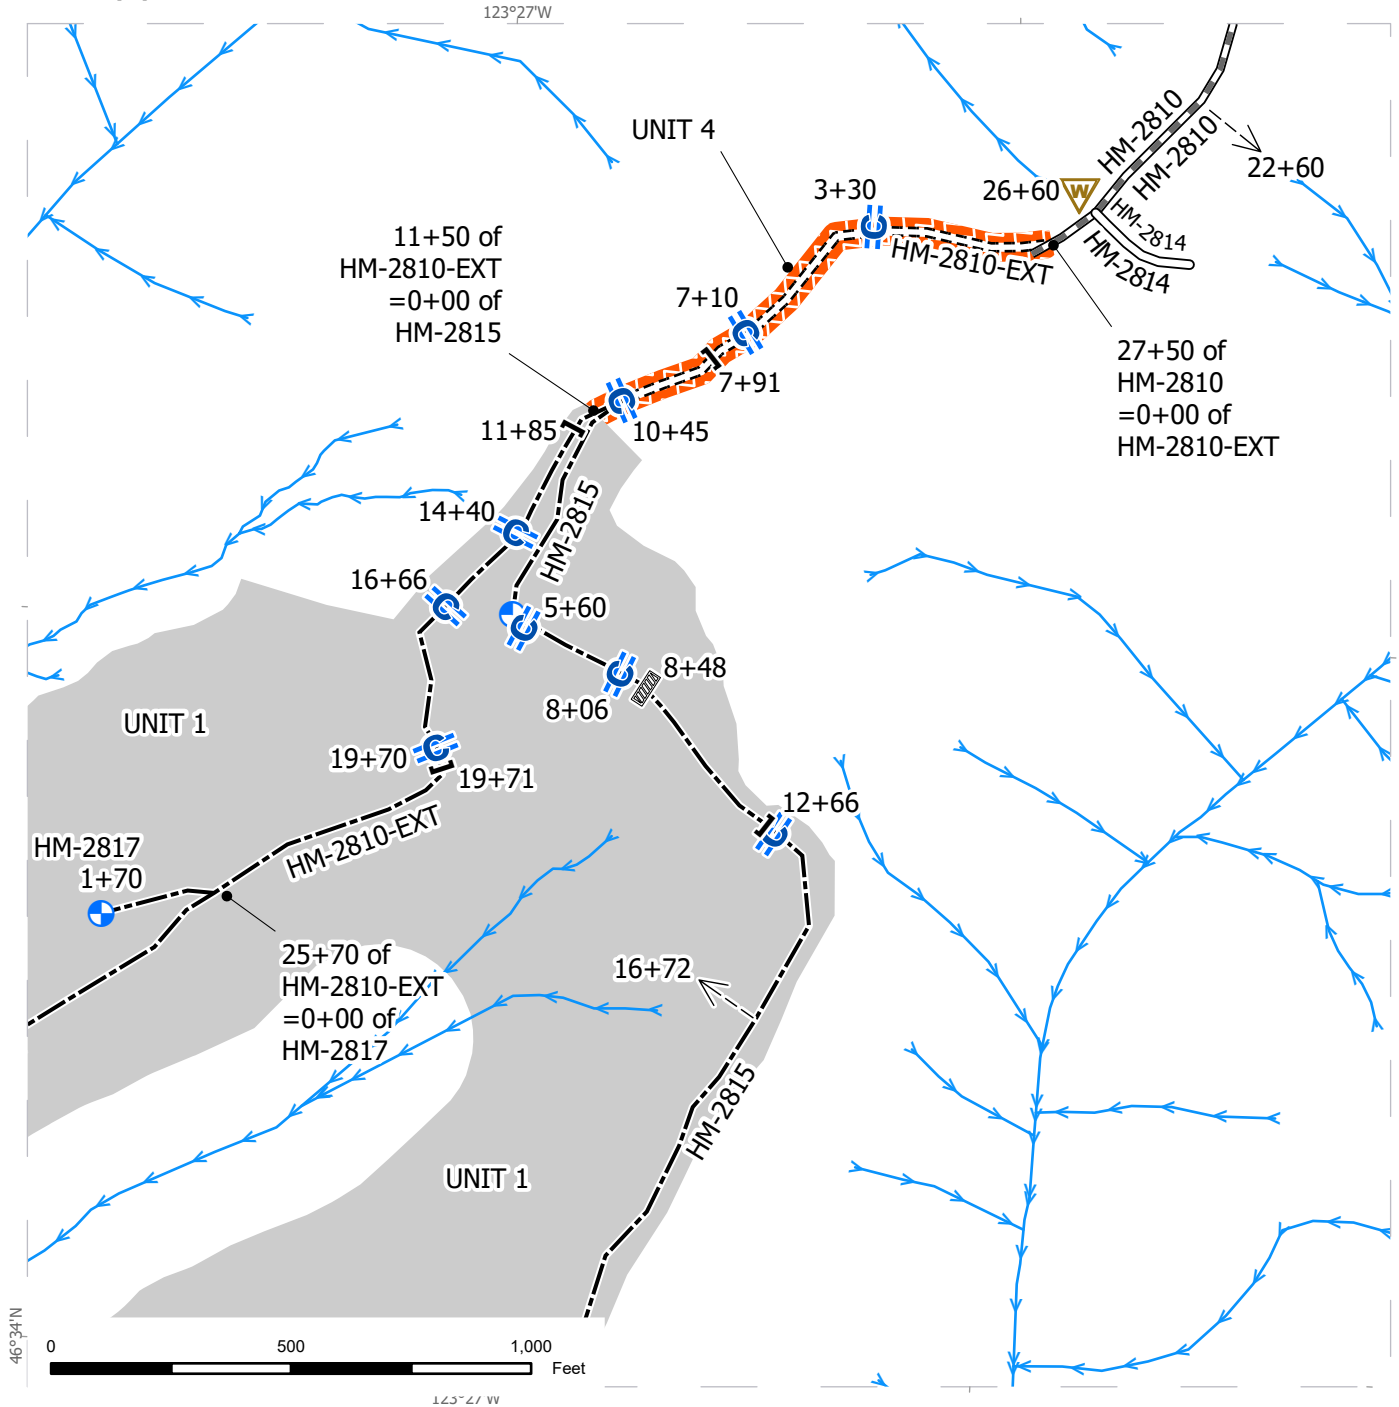 123°27'W
UNIT 4
HM-2810
HM-2810
22+60
3+30
26+60
HM-2814
HM-2814
HM-2810-EXT
11+50 of
HM-2810-EXT
=0+00 of
HM-2815
7+10
7+91
27+50 of
HM-2810
=0+00 of
HM-2810-EXT
11+85
10+45
14+40
HM-2815
16+66
5+60
8+48
8+06
UNIT 1
19+70
19+71
12+66
HM-2810-EXT
HM-2817
1+70
25+70 of
HM-2810-EXT
=0+00 of
HM-2817
16+72
HM-2815
UNIT 1
46°34'N
0 500 1,000
Feet
123°27'W
W
C
C
C
C
C
C
C
C
C